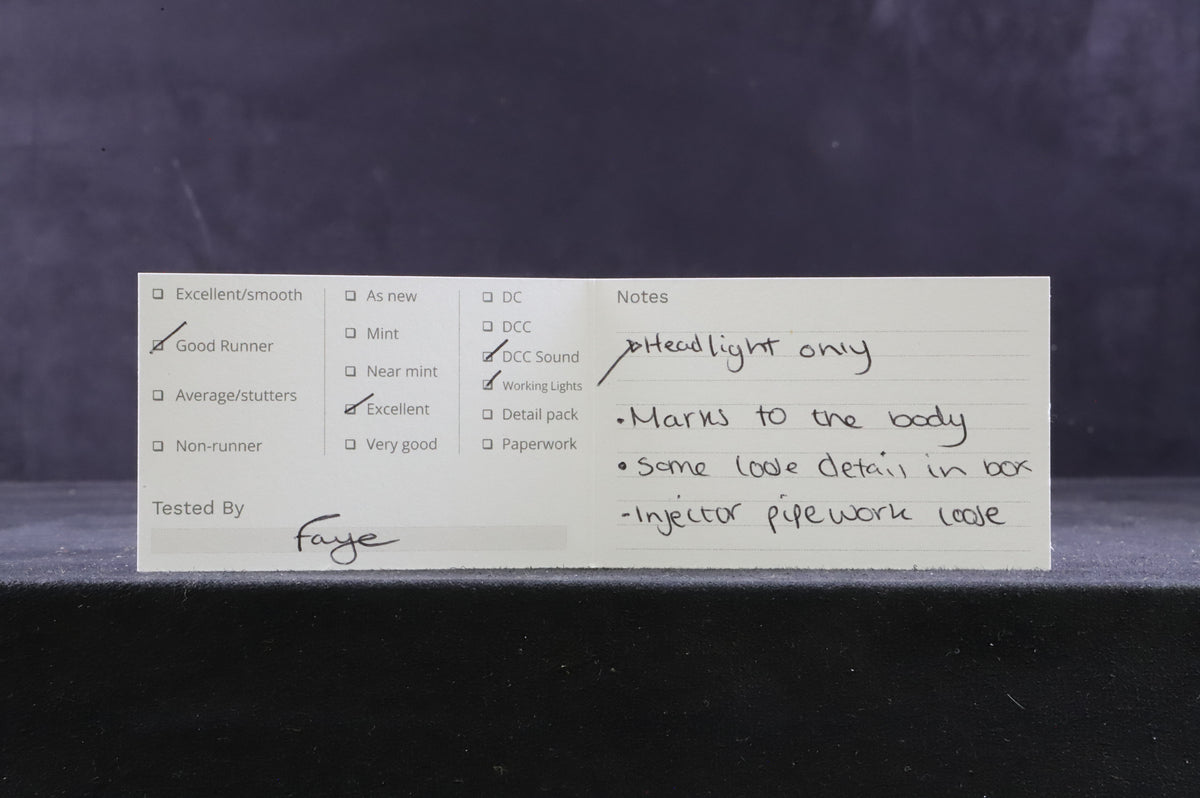 Excellent/smooth
Good Runner
Average/stutters
Non-runner
As new
Mint
Near mint
Excellent
Very good
DC
DCC
DCC Sound
Working Lights
Detail pack
Paperwork
Tested By
Faye
Notes
Headlight only
• Marks to the body
• Some loose detail in box
- Injector pipework loose